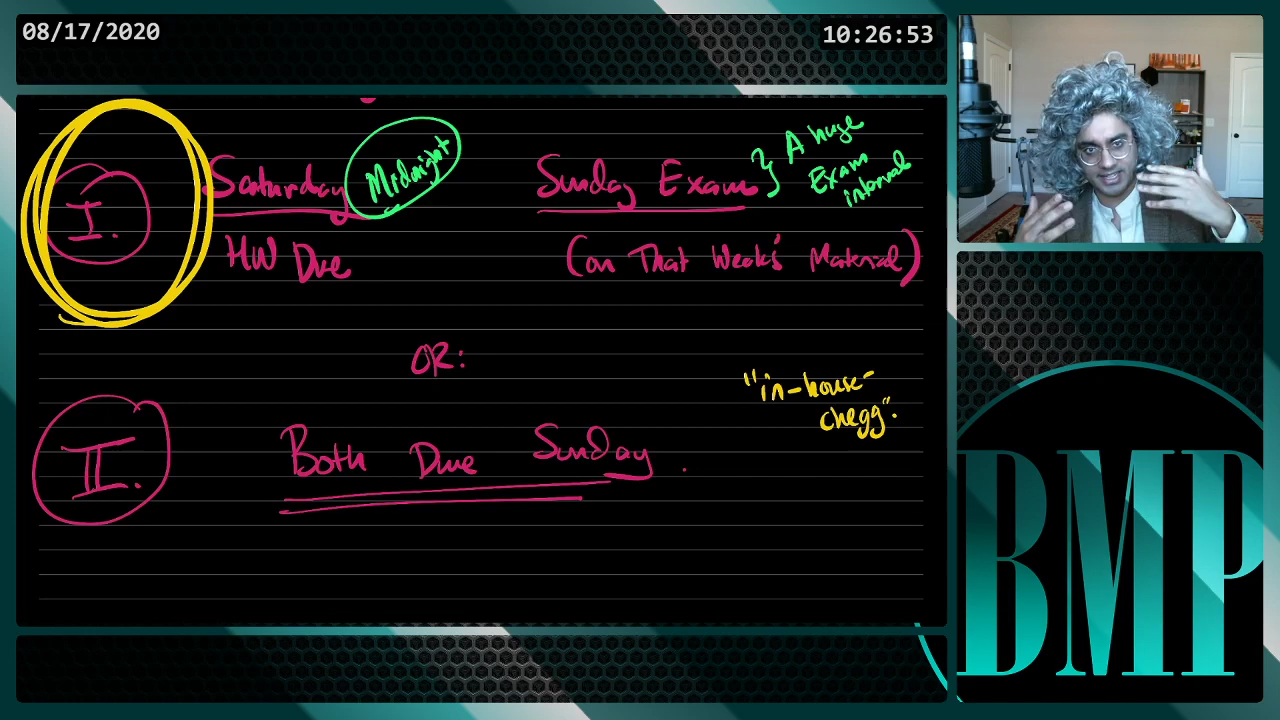 08/17/2020
10:26:53
I.
Saturday Midnight
Sunday Exam } A huge
Exam
interval
HW Due
(on That Week's Material)
OR:
"in-house-
chegg".
II.
Both Due Sunday.
BMP